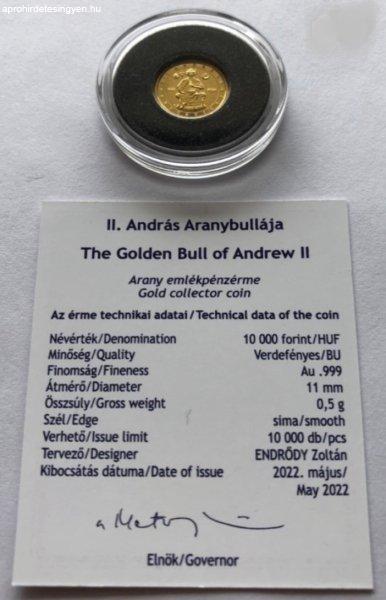 aprohirdetesingyen.hu
II. András Aranybullája
The Golden Bull of Andrew II
Arany emlékpénzérme
Gold collector coin
Az érme technikai adatai/Technical data of the coin
Névérték/Denomination 10 000 forint/HUF
Minőség/Quality Verdefényes/BU
Finomság/Fineness Au .999
Átmérő/Diameter 11 mm
Összsúly/Gross weight 0,5 g
Szél/Edge sima/smooth
Verhető/Issue limit 10 000 db/pcs
Tervező/Designer ENDRŐDY Zoltán
Kibocsátás dátuma/Date of issue 2022. május/
May 2022
Elnök/Governor